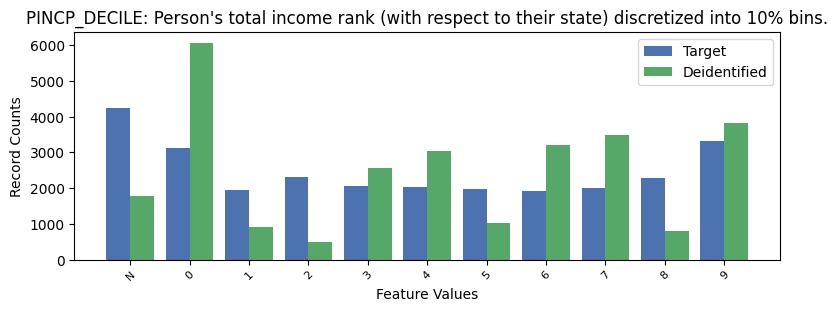 PINCP_DECILE: Person's total income rank (with respect to their state) discretized into 10% bins.
Target
Deidentified
Record Counts
6000
5000
4000
3000
2000
1000
0
N 0 1 2 3 4 5 6 7 8 9
Feature Values